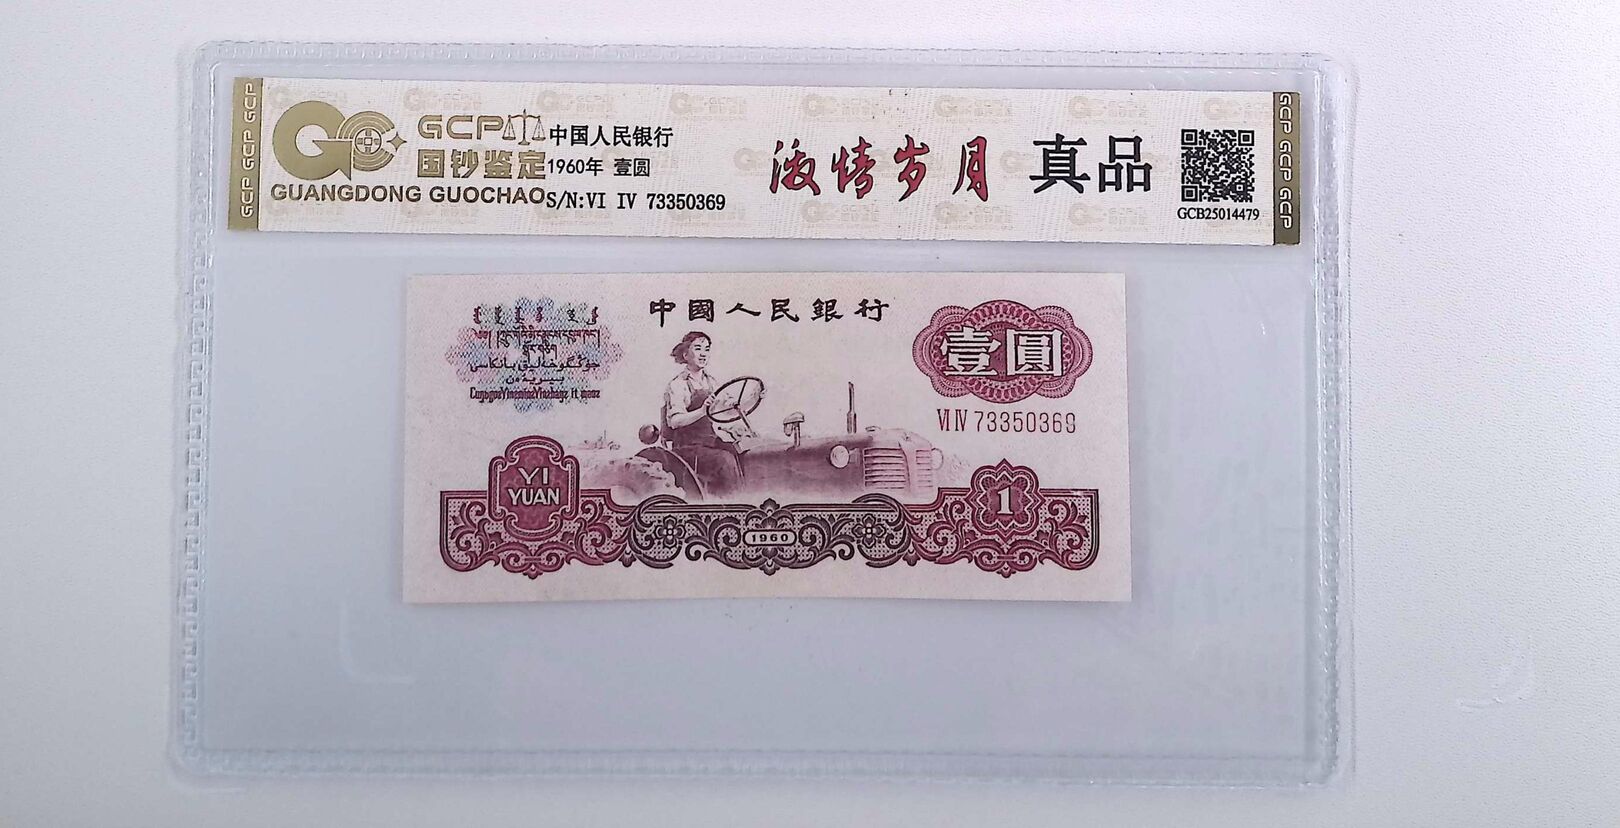 GCP GCP GCP
GCP
国钞鉴定
GUANGDONG GUOCHAO
中国人民银行
1960年 壹圆
S/N:VI IV 73350369
激情岁月
真品
GCB25014479
GCP GCP GCP
中國人民銀行
壹圓
VI IV 73350369
YI
YUAN
1960
1